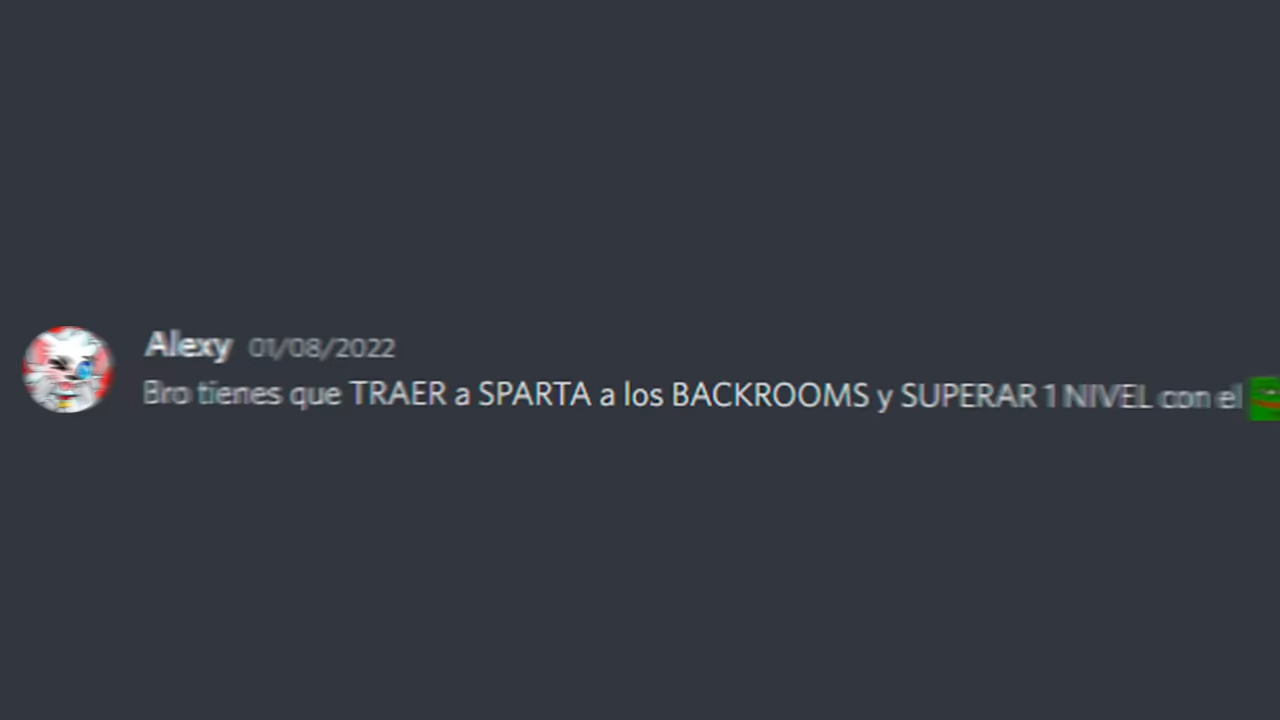 Alexy 01/08/2022
Bro tienes que TRAER a SPARTA a los BACKROOMS y SUPERAR 1 NIVEL con el